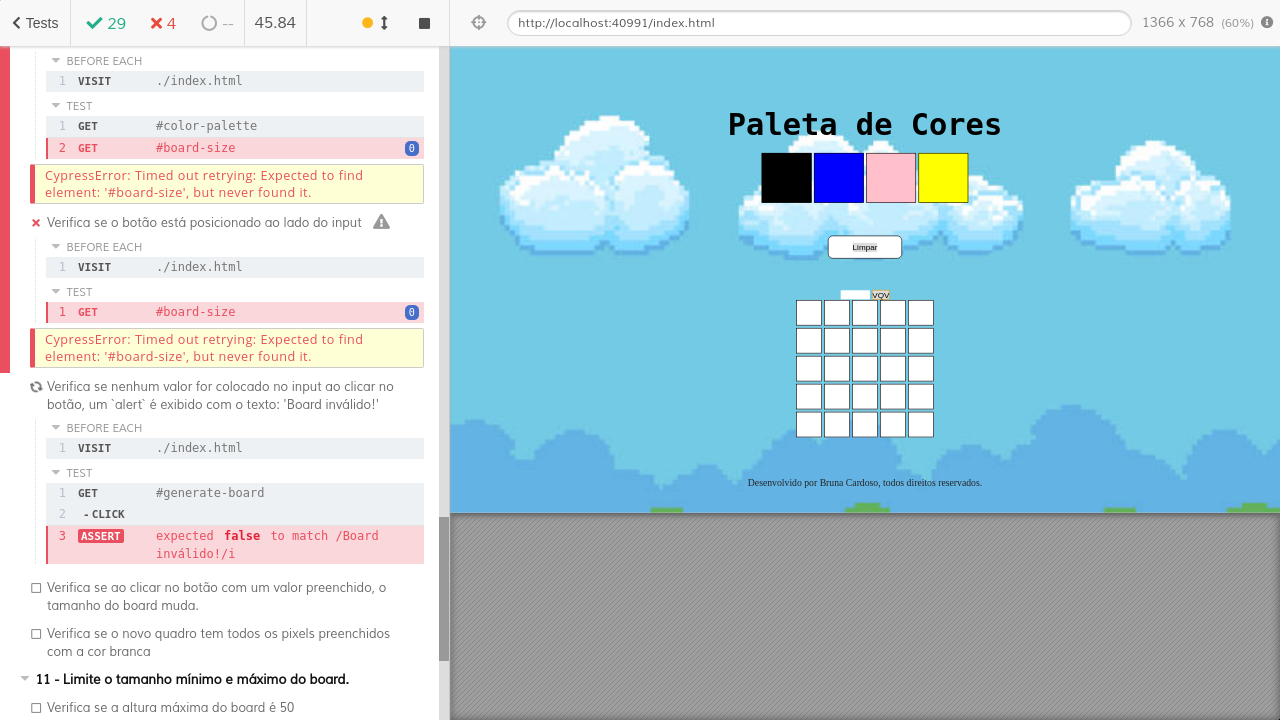 Tests
29
4
--
45.84
http://localhost:40991/index.html
1366 x 768 (60%)
BEFORE EACH
1 VISIT ./index.html
TEST
1 GET #color-palette
2 GET #board-size 0
CypressError: Timed out retrying: Expected to find
element: '#board-size', but never found it.
Verifica se o botão está posicionado ao lado do input
BEFORE EACH
1 VISIT ./index.html
TEST
1 GET #board-size 0
CypressError: Timed out retrying: Expected to find
element: '#board-size', but never found it.
Verifica se nenhum valor for colocado no input ao clicar no
botão, um `alert` é exibido com o texto: 'Board inválido!'
BEFORE EACH
1 VISIT ./index.html
TEST
1 GET #generate-board
2 -CLICK
3 ASSERT expected false to match /Board
inválido!/i
Verifica se ao clicar no botão com um valor preenchido, o
tamanho do board muda.
Verifica se o novo quadro tem todos os pixels preenchidos
com a cor branca
11 - Limite o tamanho mínimo e máximo do board.
Verifica se a altura máxima do board é 50
Paleta de Cores
Limpar
VQV
Desenvolvido por Bruna Cardoso, todos direitos reservados.